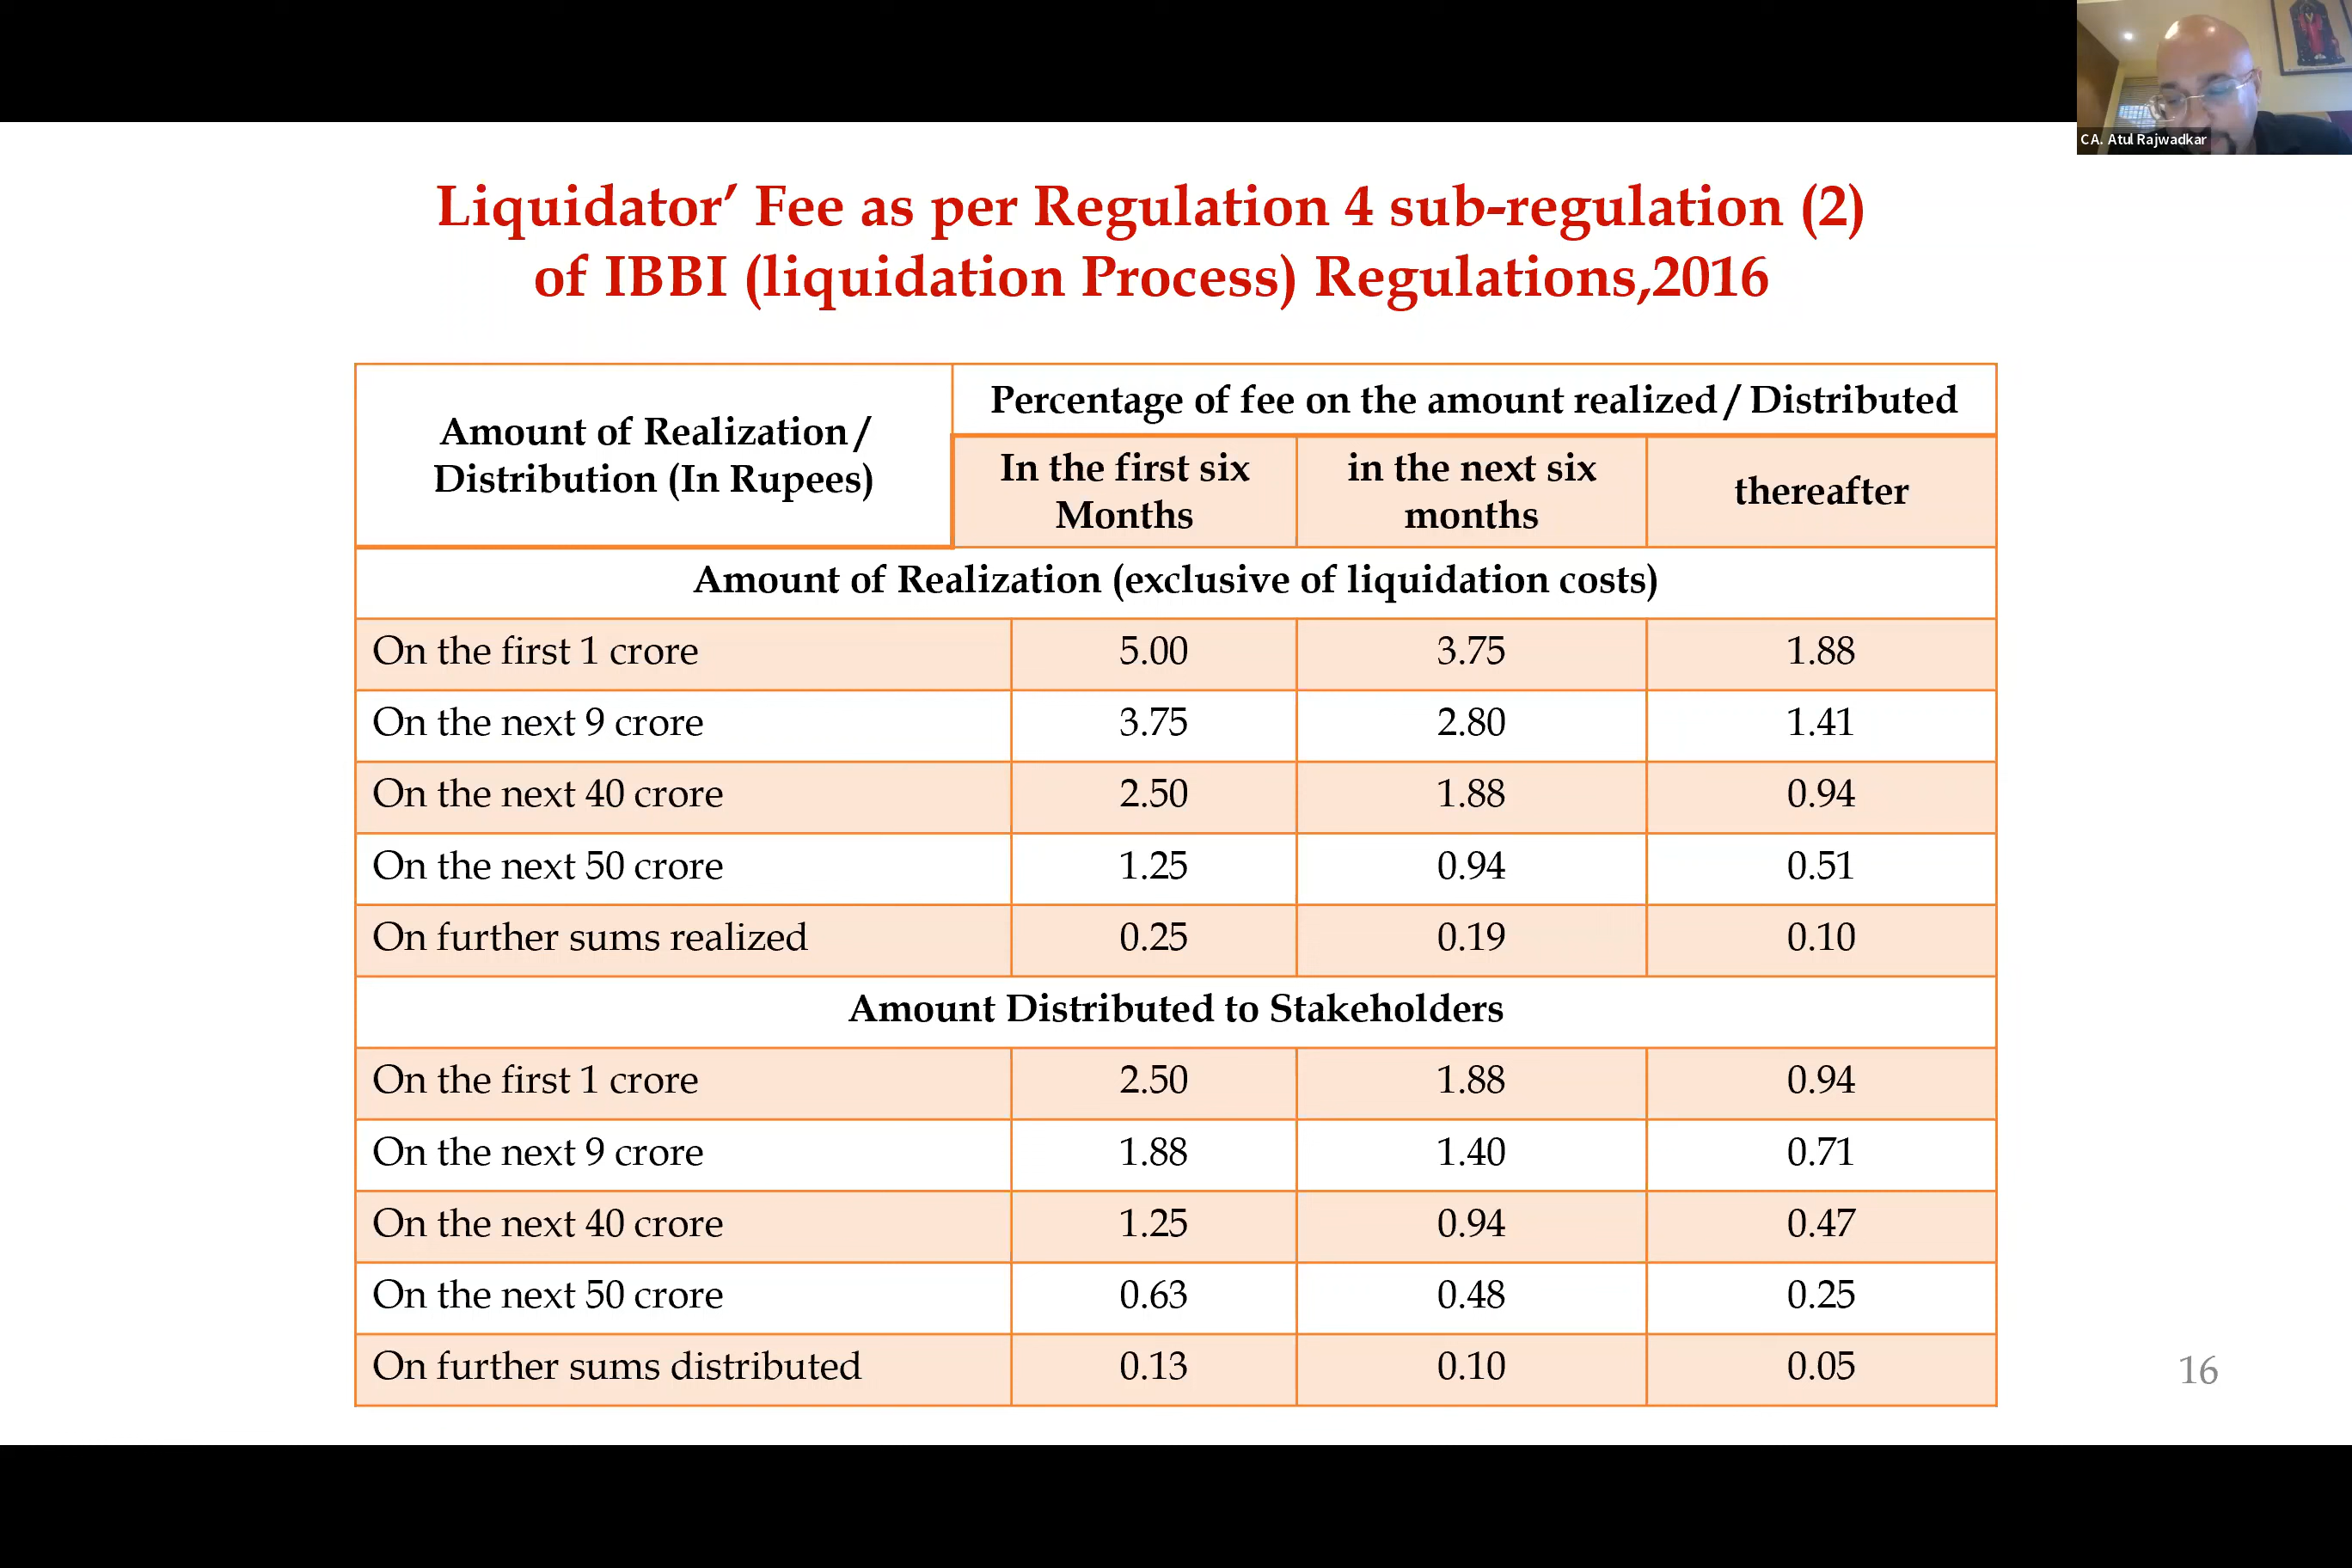 CA. Atul Rajwadkar
Liquidator’ Fee as per Regulation 4 sub-regulation (2)
of IBBI (liquidation Process) Regulations,2016
Amount of Realization/
Distribution (In Rupees)
Percentage of fee on the amount realized/ Distributed
In the first six
Months
in the next six
months
thereafter
Amount of Realization (exclusive of liquidation costs)
On the first 1 crore 5.00 3.75 1.88
On the next 9 crore 3.75 2.80 1.41
On the next 40 crore 2.50 1.88 0.94
On the next 50 crore 1.25 0.94 0.51
On further sums realized 0.25 0.19 0.10
Amount Distributed to Stakeholders
On the first 1 crore 2.50 1.88 0.94
On the next 9 crore 1.88 1.40 0.71
On the next 40 crore 1.25 0.94 0.47
On the next 50 crore 0.63 0.48 0.25
On further sums distributed 0.13 0.10 0.05
16